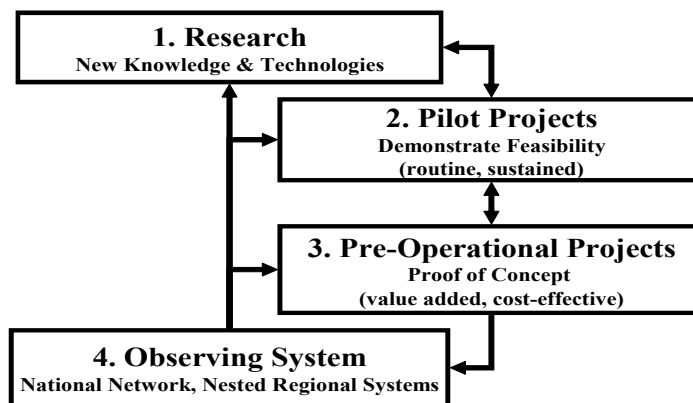 1. Research
New Knowledge & Technologies
2. Pilot Projects
Demonstrate Feasibility
(routine, sustained)
3. Pre-Operational Projects
Proof of Concept
(value added, cost-effective)
4. Observing System
National Network, Nested Regional Systems